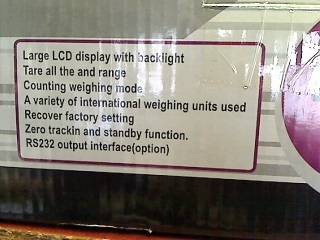 Large LCD display with backlight
Tare all the and range
Counting weighing mode
A variety of international weighing units used
Recover factory setting
Zero trackin and standby function.
RS232 output interface(option)